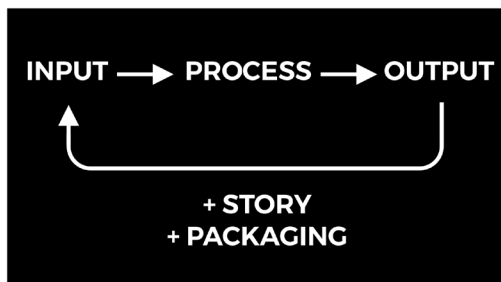 INPUT PROCESS OUTPUT
+ STORY
+ PACKAGING